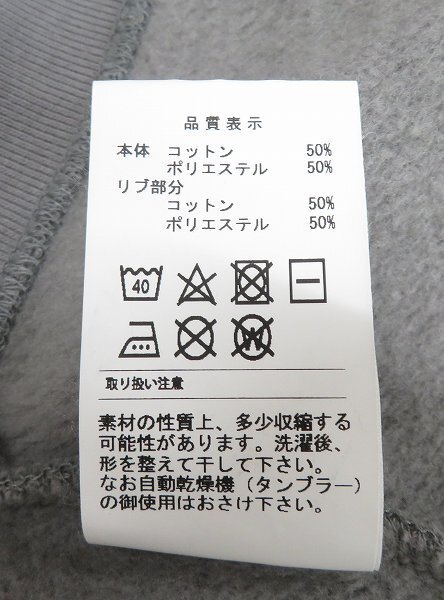 品質表示
本体 コットン 50%
ポリエステル 50%
リブ部分
コットン 50%
ポリエステル 50%
40
W
取り扱い注意
素材の性質上、多少収縮する
可能性があります。洗濯後、
形を整えて干して下さい。
なお自動乾燥機（タンブラー）
の御使用はおさけ下さい。